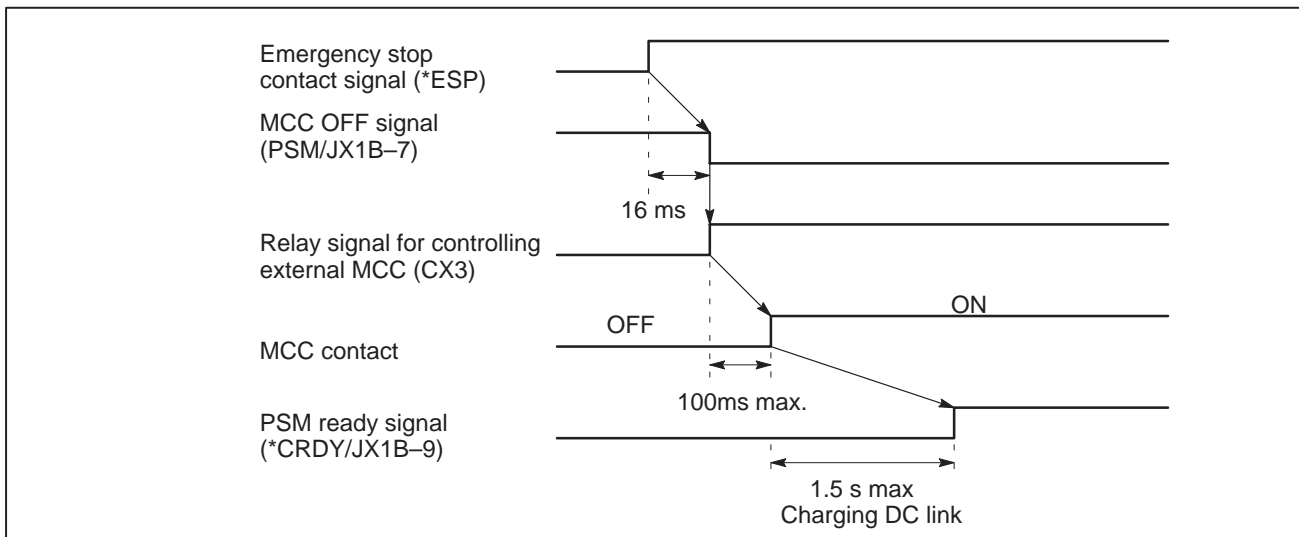 Emergency stop
contact signal (*ESP)
MCC OFF signal
(PSM/JX1B–7)
16 ms
Relay signal for controlling
external MCC (CX3)
OFF
ON
MCC contact
100ms max.
PSM ready signal
(*CRDY/JX1B–9)
1.5 s max
Charging DC link